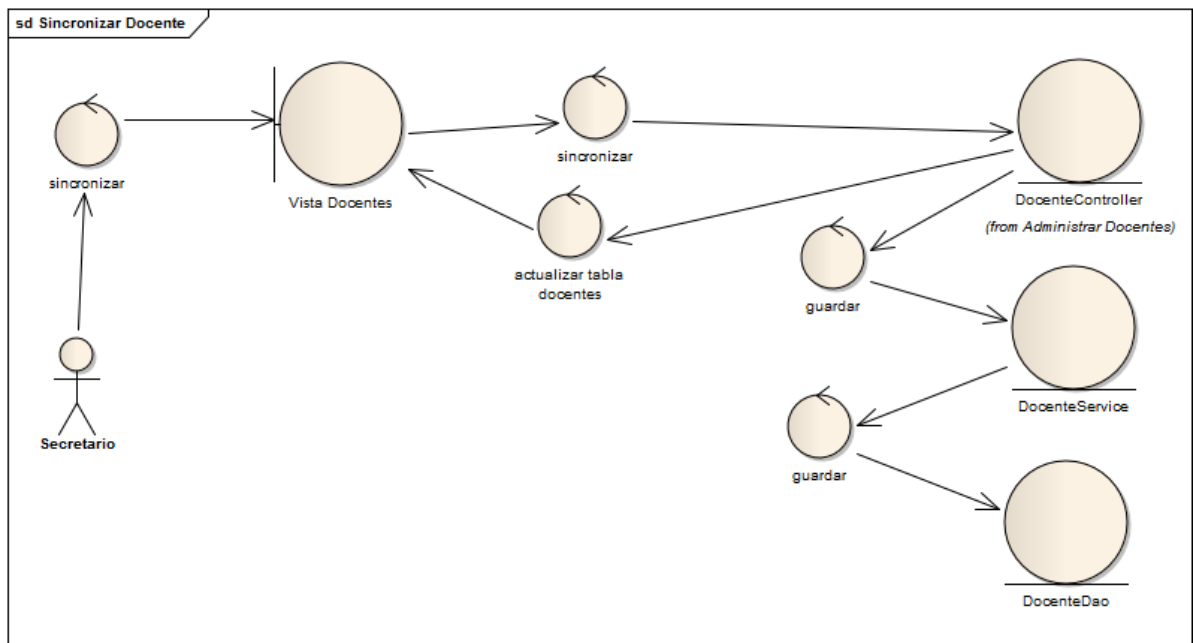 sd Sincronizar Docente
sincronizar
Vista Docentes
sincronizar
DocenteController
(from Administrar Docentes)
actualizar tabla
docentes
guardar
DocenteService
Secretario
guardar
DocenteDao